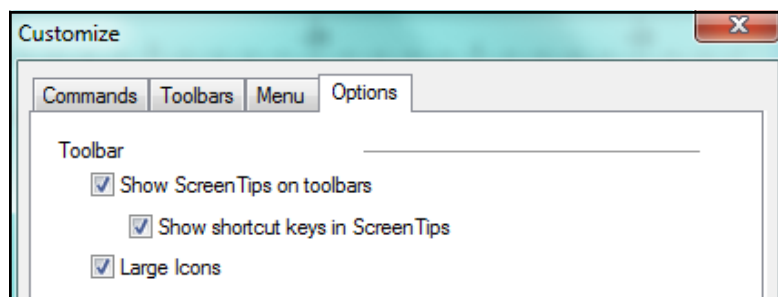 Customize
Commands Toolbars Menu Options
Toolbar
Show ScreenTips on toolbars
Show shortcut keys in ScreenTips
Large Icons